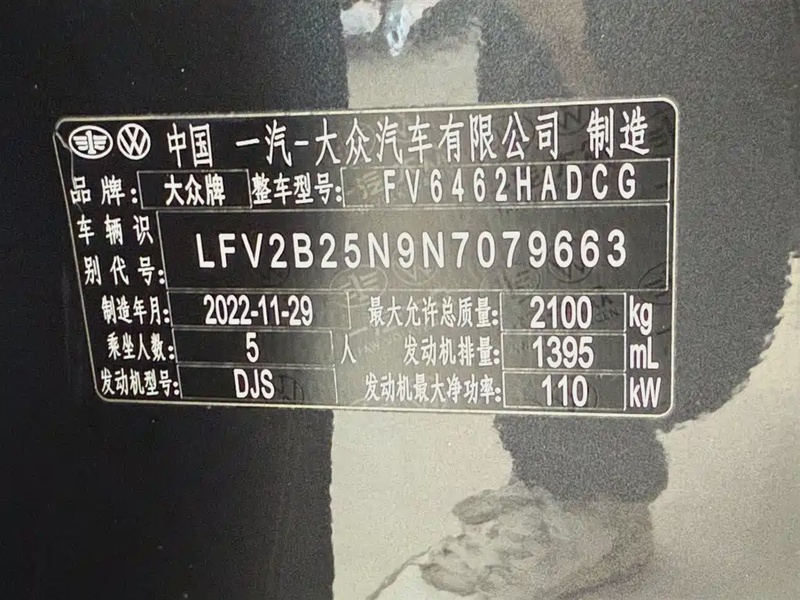 中国 一汽-大众汽车有限公司 制造
品牌: 大众牌 整车型号: FV6462HADCG
车辆识别代号: LFV2B25N9N7079663
制造年月: 2022-11-29 最大允许总质量: 2100 kg
乘坐人数: 5 人 发动机排量: 1395 mL
发动机型号: DJS 发动机最大净功率: 110 kW